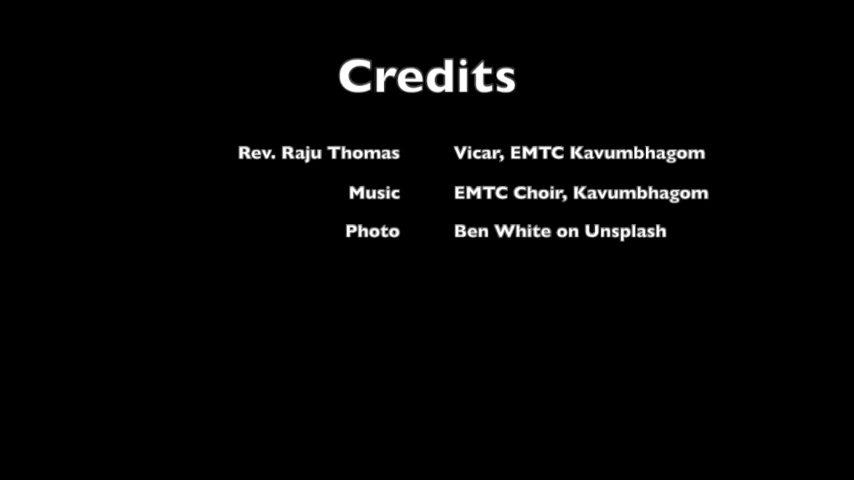 Credits
Rev. Raju Thomas Vicar, EMTC Kavumbhagom
Music EMTC Choir, Kavumbhagom
Photo Ben White on Unsplash